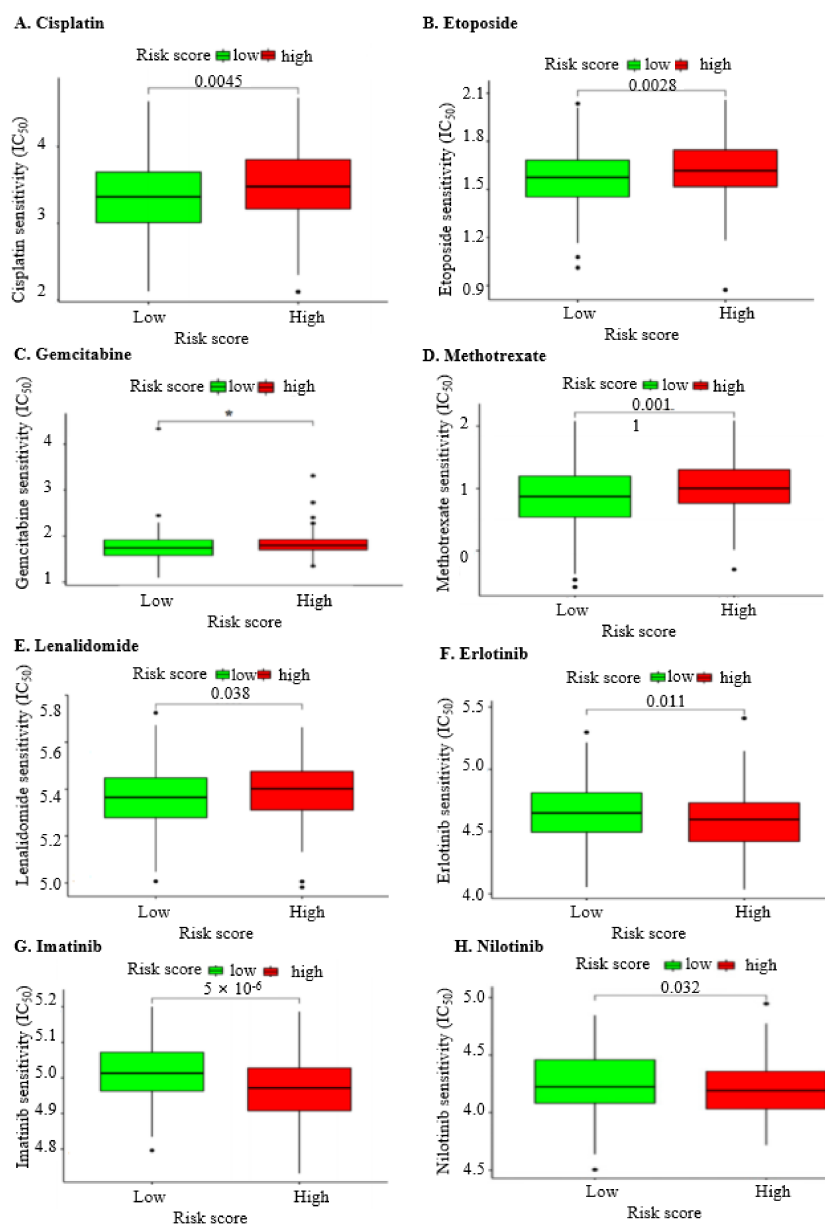 A. Cisplatin
Risk score low high
0.0045
Cisplatin sensitivity (IC50)
4
3
2
Low High
Risk score
B. Etoposide
Risk score low high
0.0028
Etoposide sensitivity (IC50)
2.1
1.8
1.5
1.2
0.9
Low High
Risk score
C. Gemcitabine
Risk score low high
*
Gemcitabine sensitivity (IC50)
4
3
2
1
Low High
Risk score
D. Methotrexate
Risk score low high
0.001
1
Methotrexate sensitivity (IC50)
2
1
0
Low High
Risk score
E. Lenalidomide
Risk score low high
0.038
Lenalidomide sensitivity (IC50)
5.8
5.6
5.4
5.2
5.0
Low High
Risk score
F. Erlotinib
Risk score low high
0.011
Erlotinib sensitivity (IC50)
5.5
5.0
4.5
4.0
Low High
Risk score
G. Imatinib
Risk score low high
5 × 10-6
Imatinib sensitivity (IC50)
5.2
5.1
5.0
4.9
4.8
Low High
Risk score
H. Nilotinib
Risk score low high
0.032
Nilotinib sensitivity (IC50)
5.0
4.5
4.0
4.5
Low High
Risk score